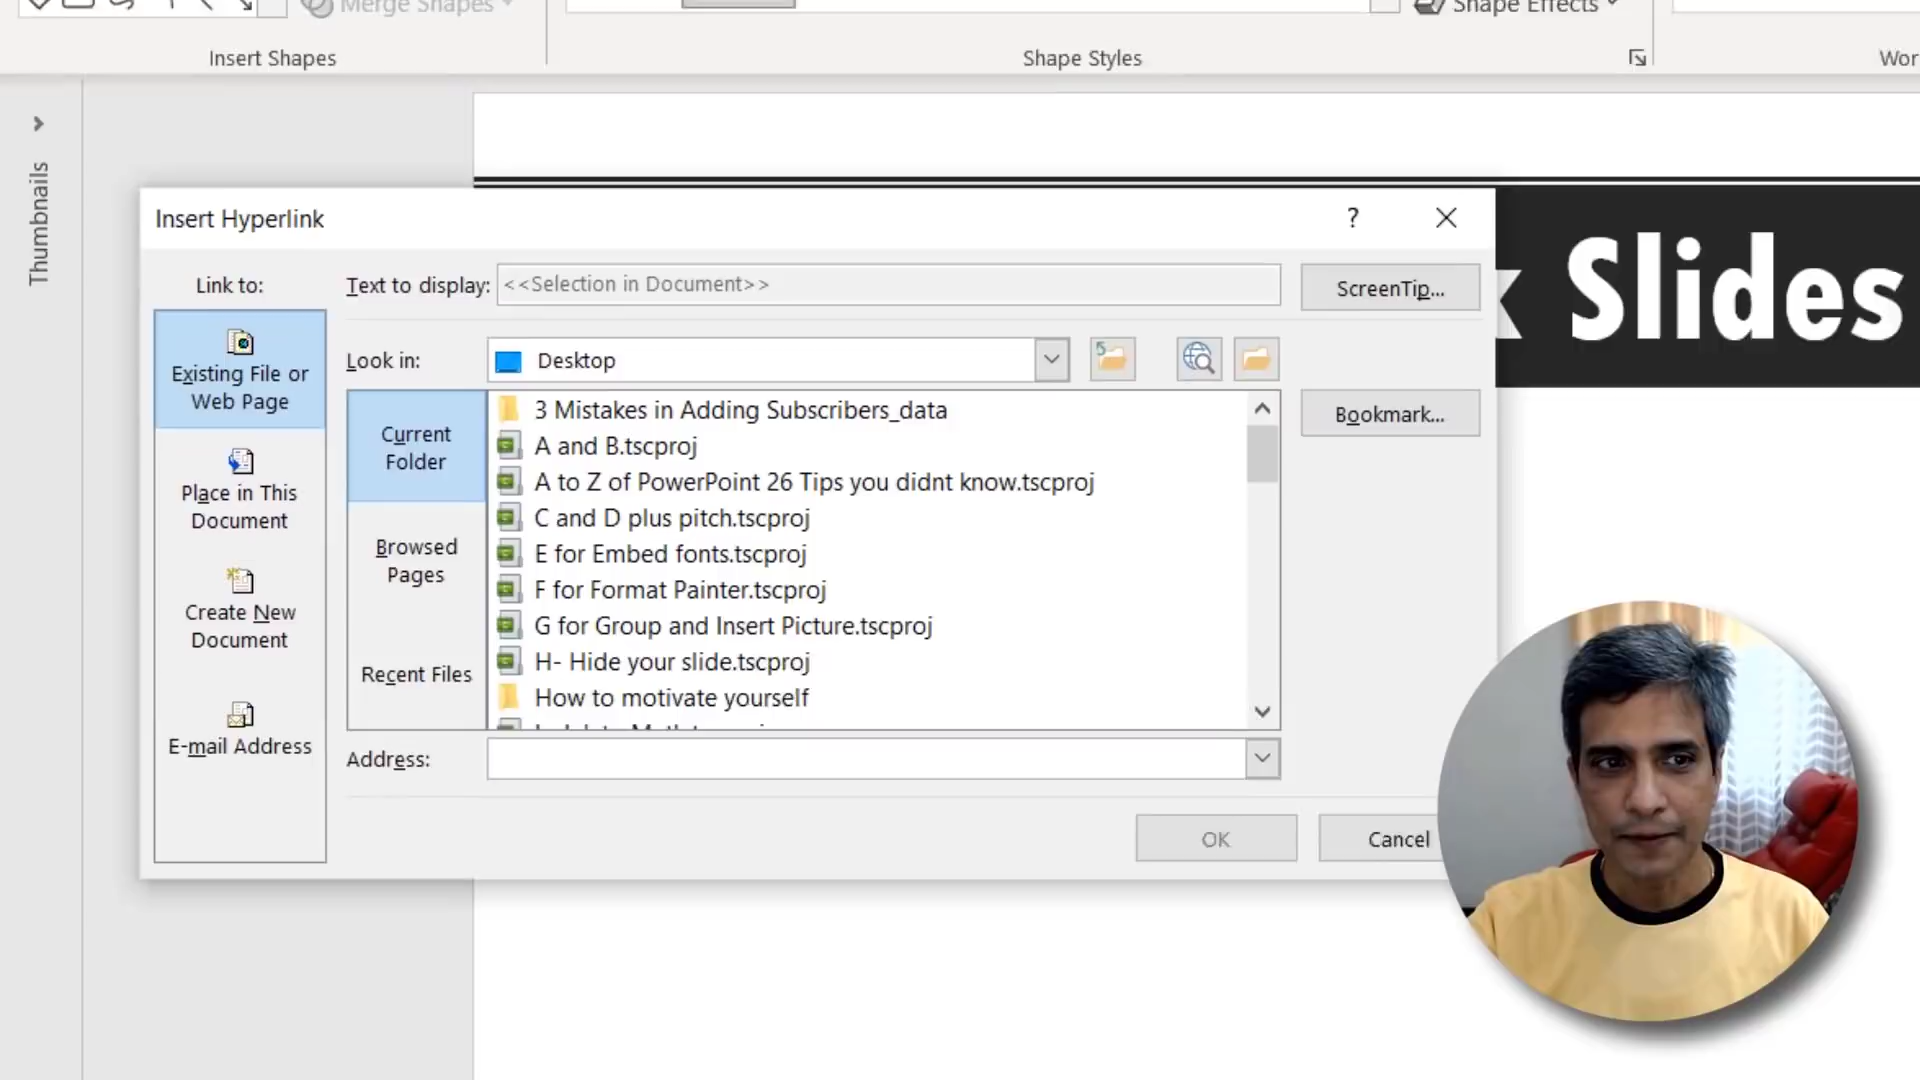 Merge Shapes
Shape Effects
Insert Shapes
Shape Styles
Thumbnails
Slides
Insert Hyperlink
?
Link to:
Text to display:
<<Selection in Document>>
ScreenTip...
Existing File or
Web Page
Look in:
Desktop
Place in This
Document
Create New
Document
E-mail Address
Current
Folder
Browsed
Pages
Recent Files
3 Mistakes in Adding Subscribers_data
A and B.tscproj
A to Z of PowerPoint 26 Tips you didnt know.tscproj
C and D plus pitch.tscproj
E for Embed fonts.tscproj
F for Format Painter.tscproj
G for Group and Insert Picture.tscproj
H- Hide your slide.tscproj
How to motivate yourself
Bookmark...
Address:
OK
Cancel